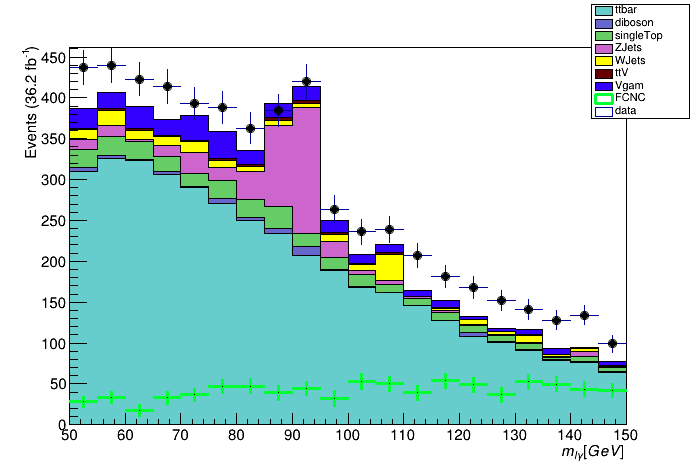 ttbar
diboson
singleTop
ZJets
WJets
ttV
Vgam
FCNC
data
Events (36.2 fb⁻¹)
450
400
350
300
250
200
150
100
50
0
50 60 70 80 90 100 110 120 130 140 150
m_{lγ}[GeV]